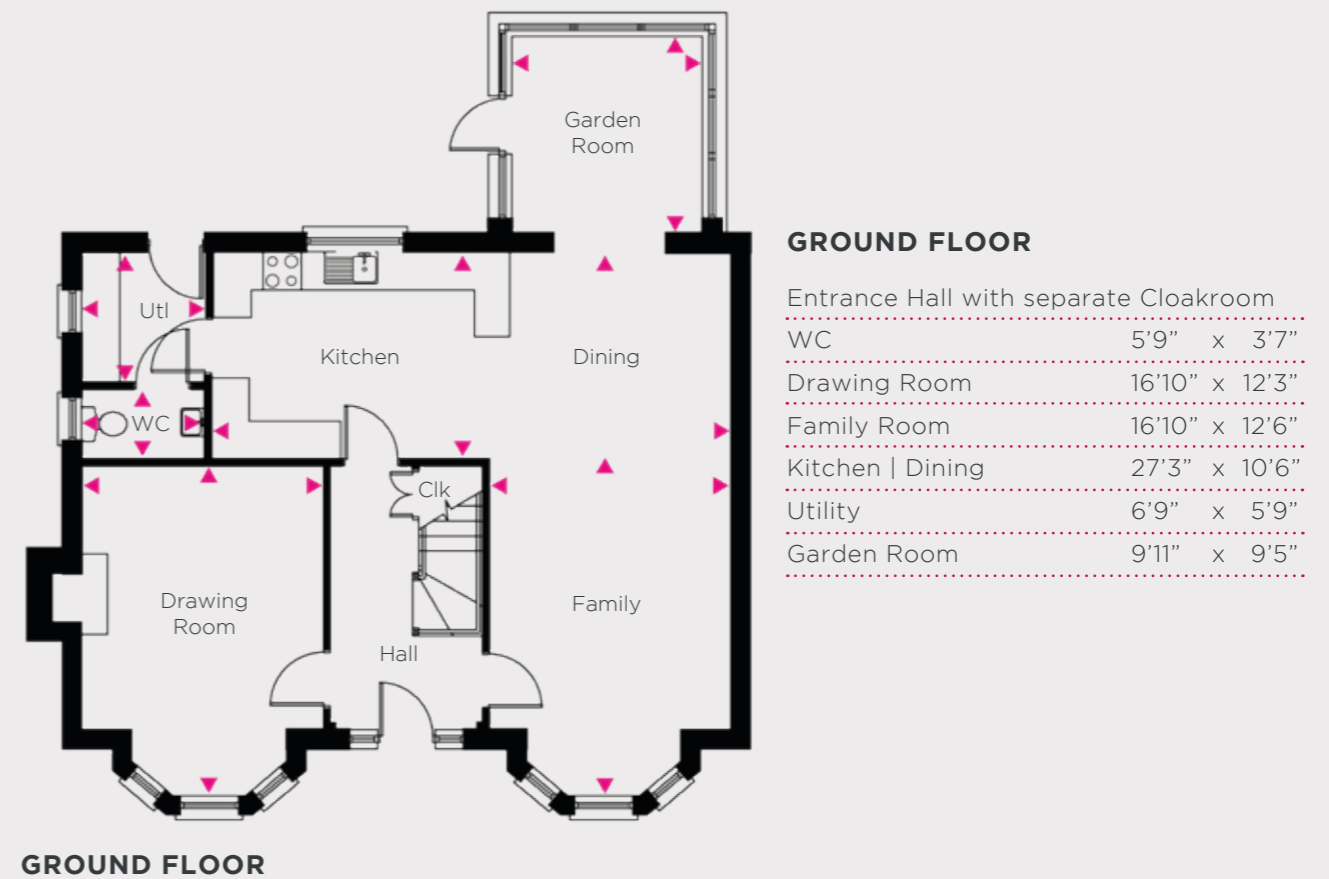 Garden
Room
Utl
Kitchen
Dining
WC
Clk
Drawing
Room
Hall
Family
GROUND FLOOR
GROUND FLOOR
Entrance Hall with separate Cloakroom
WC 5’9” x 3’7”
Drawing Room 16’10” x 12’3”
Family Room 16’10” x 12’6”
Kitchen | Dining 27’3” x 10’6”
Utility 6’9” x 5’9”
Garden Room 9’11” x 9’5”